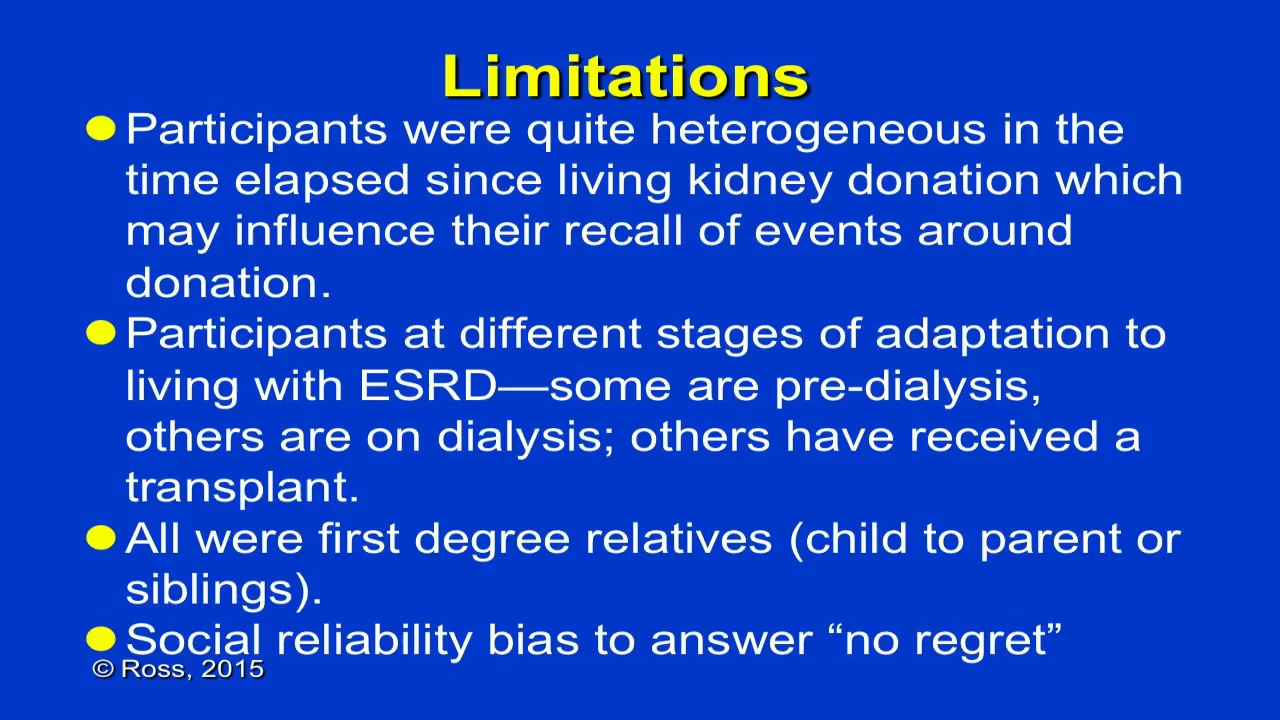 Limitations
Participants were quite heterogeneous in the
time elapsed since living kidney donation which
may influence their recall of events around
donation.
Participants at different stages of adaptation to
living with ESRD—some are pre-dialysis,
others are on dialysis; others have received a
transplant.
All were first degree relatives (child to parent or
siblings).
Social reliability bias to answer “no regret”
© Ross, 2015